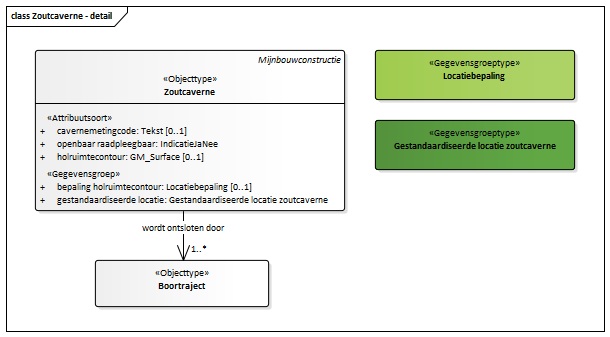 class Zoutcaverne - detail
Mijnbouwconstructie
«Objecttype»
Zoutcaverne
«Attribuutsoort»
+ cavernemetingcode: Tekst [0..1]
+ openbaar raadpleegbaar: IndicatieJaNee
+ holruimtecontour: GM_Surface [0..1]
«Gegevensgroep»
+ bepaling holruimtecontour: Locatiebepaling [0..1]
+ gestandaardiseerde locatie: Gestandaardiseerde locatie zoutcaverne
«Gegevensgroeptype»
Locatiebepaling
«Gegevensgroeptype»
Gestandaardiseerde locatie zoutcaverne
wordt ontsloten door
1..*
«Objecttype»
Boortraject